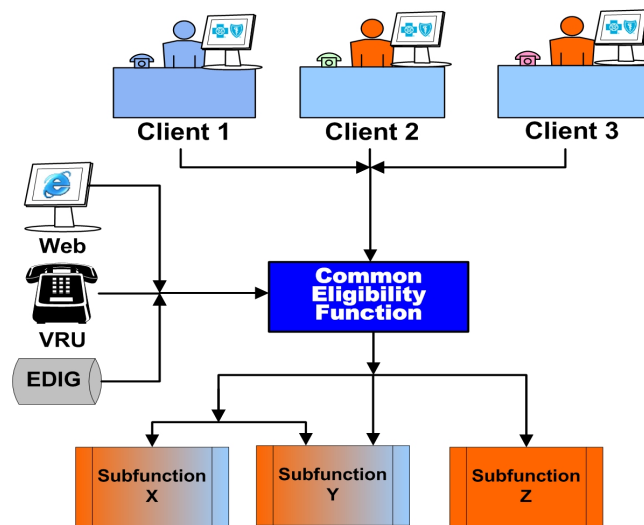 Client 1
Client 2
Client 3
Web
VRU
EDIG
Common
Eligibility
Function
Subfunction
X
Subfunction
Y
Subfunction
Z